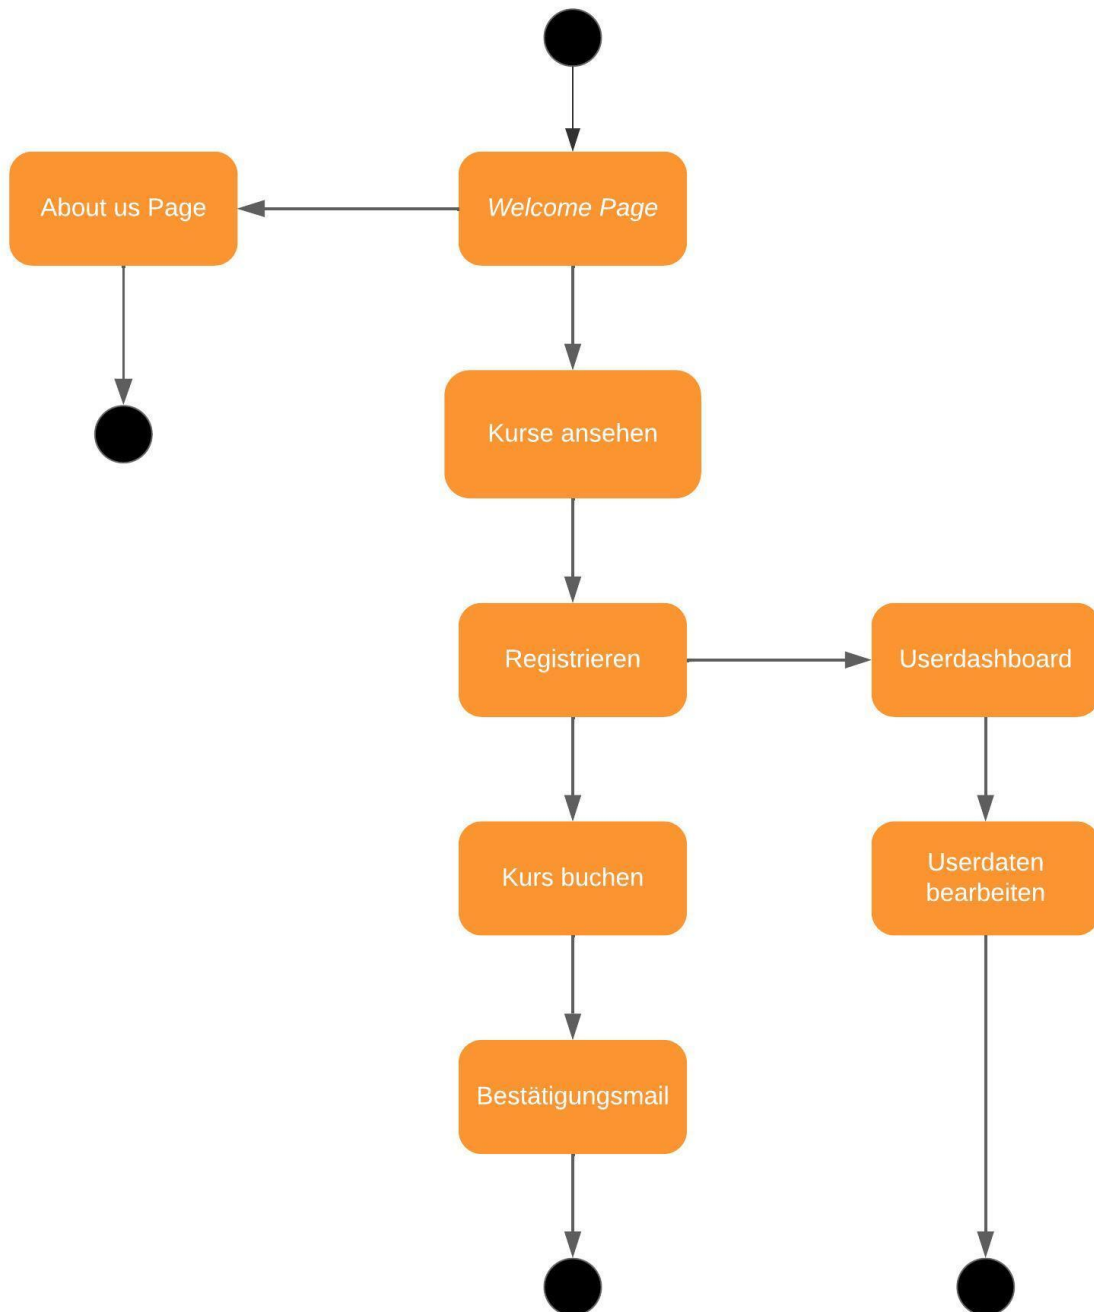 About us Page
Welcome Page
Kurse ansehen
Registrieren
Userdashboard
Kurs buchen
Userdaten
bearbeiten
Bestätigungsmail